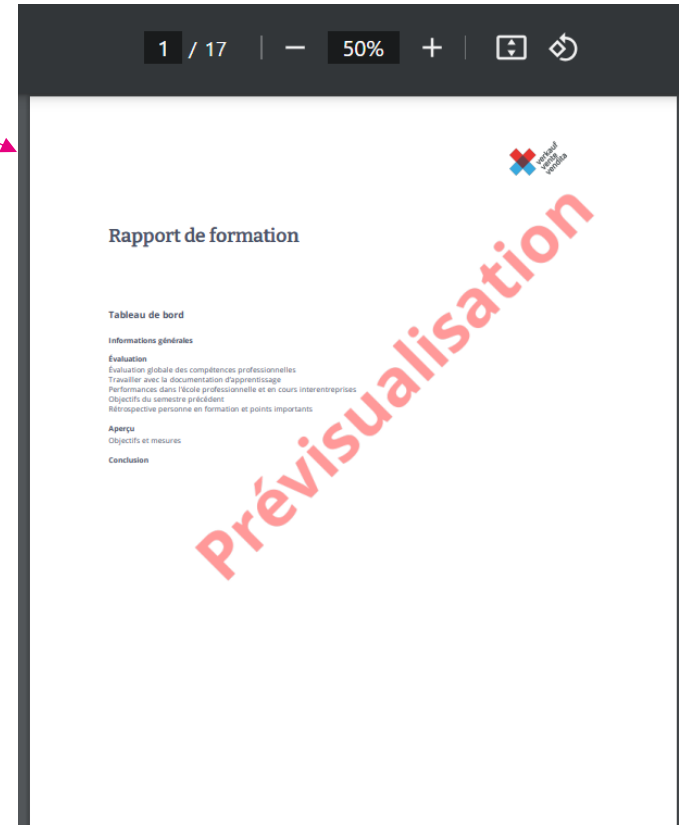 1 / 17 50%
verkauf
vente
vendita
Rapport de formation
Tableau de bord
Informations générales
Évaluation
Évaluation globale des compétences professionnelles
Travailler avec la documentation d'apprentissage
Performances dans l'école professionnelle et en cours interentreprises
Objectifs du semestre précédent
Rétrospective personne en formation et points importants
Aperçu
Objectifs et mesures
Conclusion
Prévisualisation